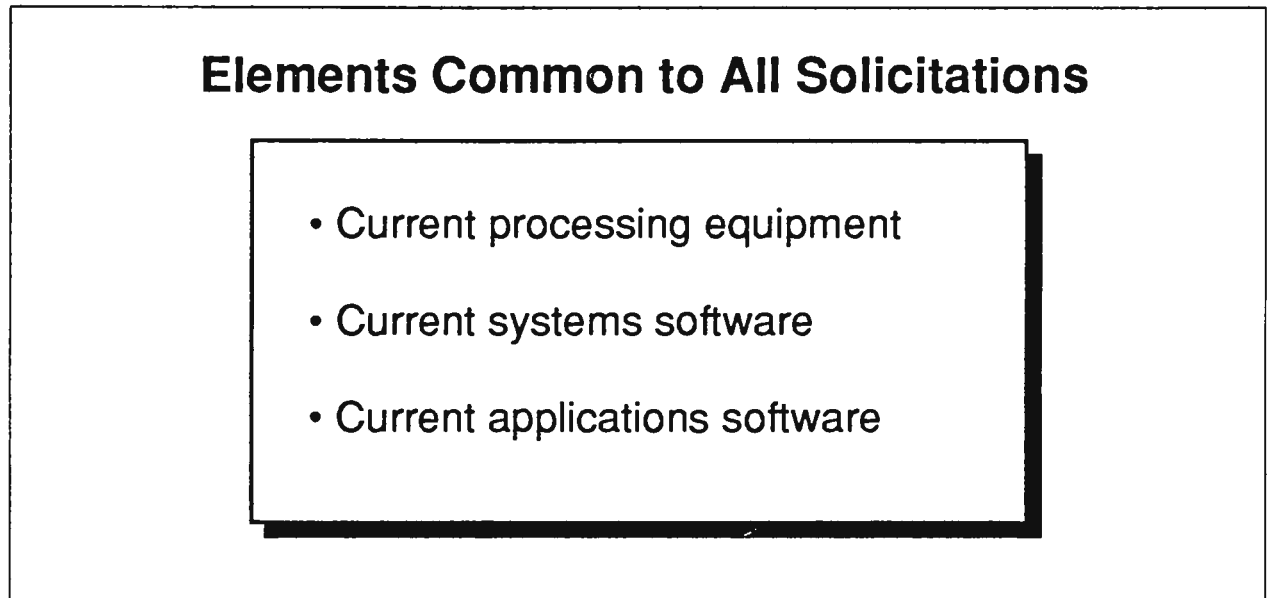 Elements Common to All Solicitations
• Current processing equipment
• Current systems software
• Current applications software